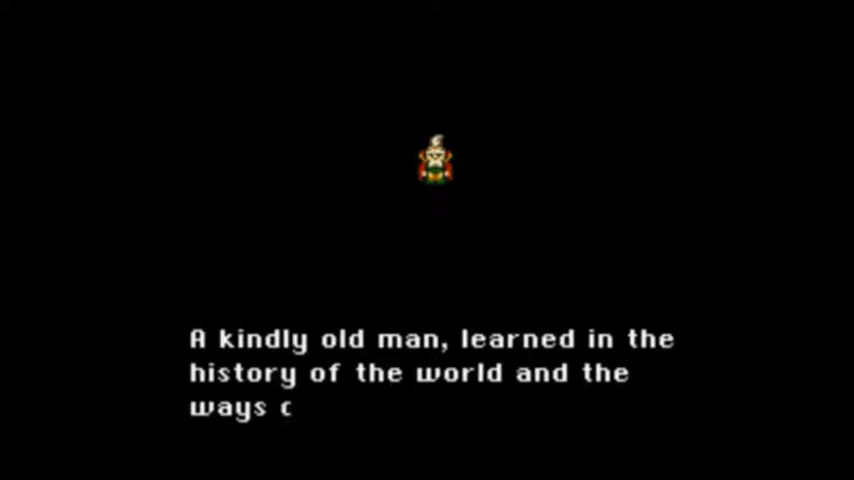 A kindly old man, learned in the
history of the world and the
ways